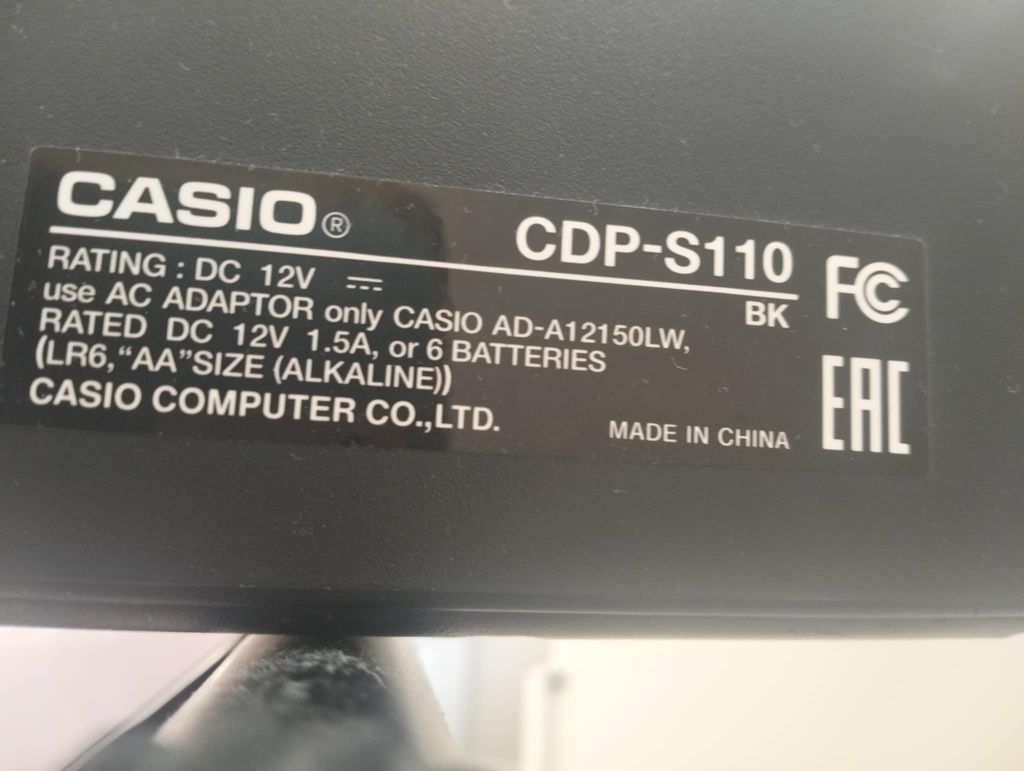 CASIO®
CDP-S110
BK
RATING : DC 12V ⎓
use AC ADAPTOR only CASIO AD-A12150LW,
RATED DC 12V 1.5A, or 6 BATTERIES
(LR6,“AA”SIZE (ALKALINE))
CASIO COMPUTER CO.,LTD.
MADE IN CHINA
FC
EAC